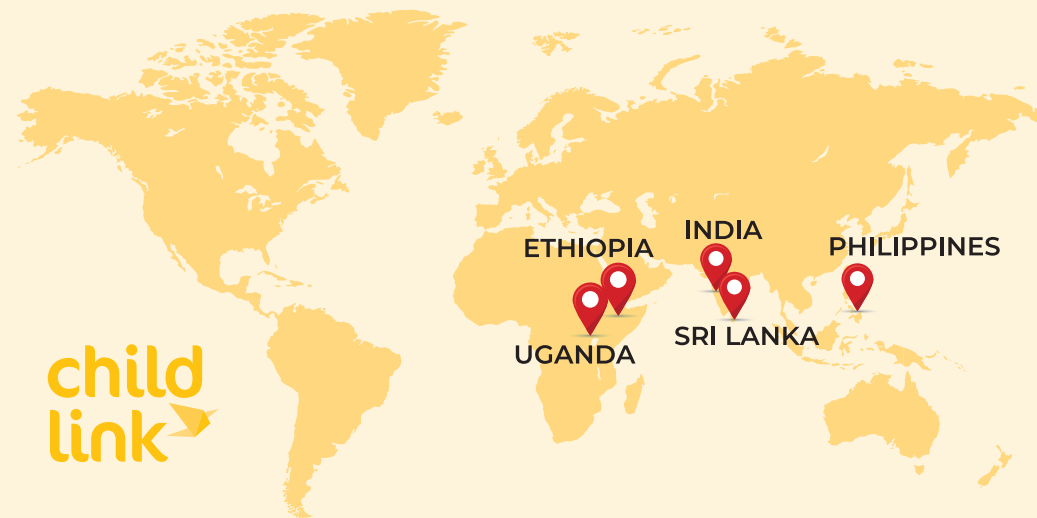 INDIA
ETHIOPIA
PHILIPPINES
SRI LANKA
UGANDA
child
link